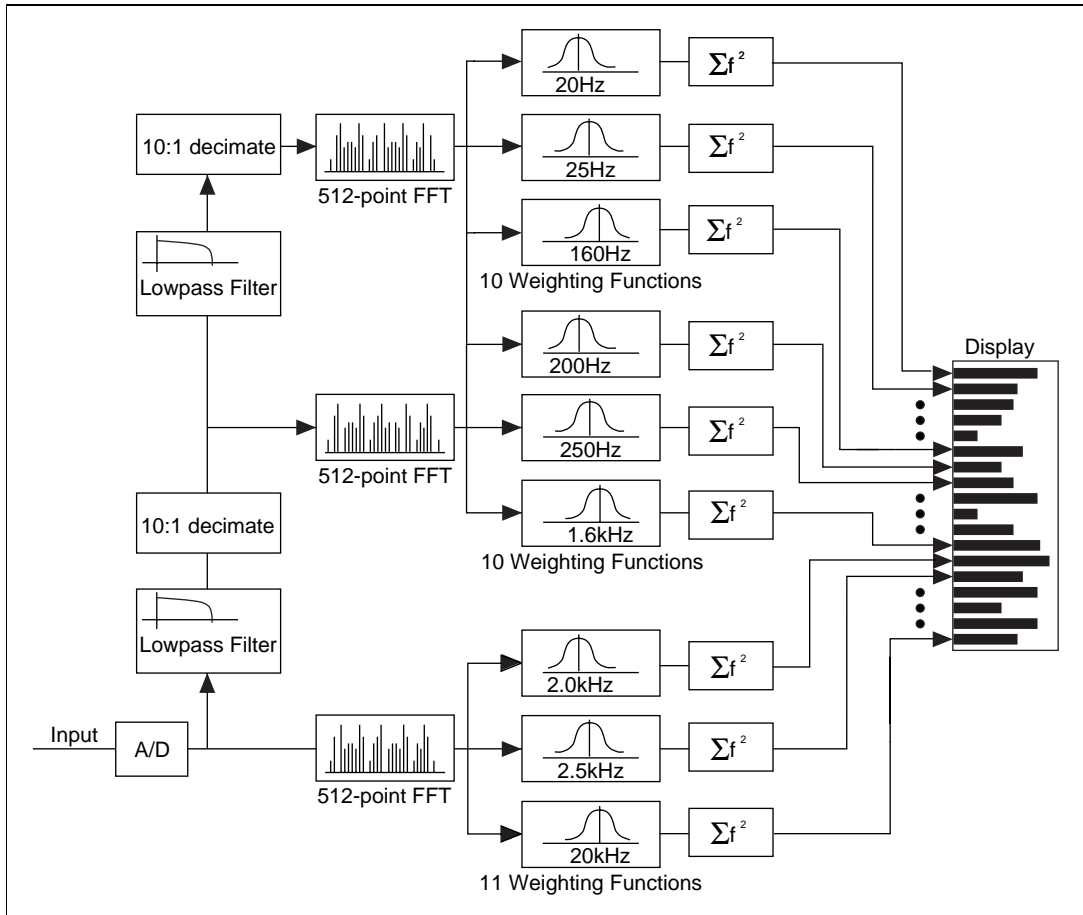 20Hz
Σf²
10:1 decimate
512-point FFT
25Hz
Σf²
160Hz
Σf²
10 Weighting Functions
Lowpass Filter
200Hz
Σf²
Display
250Hz
Σf²
512-point FFT
10:1 decimate
1.6kHz
Σf²
10 Weighting Functions
Lowpass Filter
2.0kHz
Σf²
Input
A/D
512-point FFT
2.5kHz
Σf²
20kHz
Σf²
11 Weighting Functions